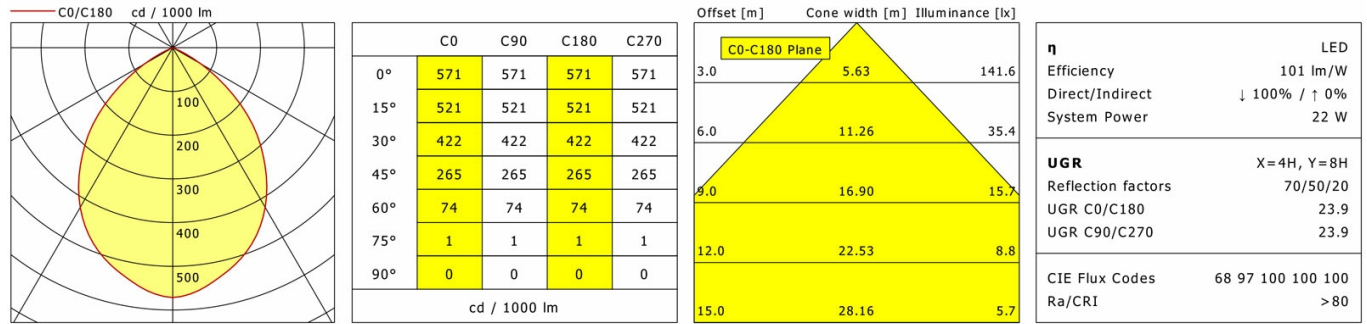 C0/C180 cd / 1000 lm
100
200
300
400
500
C0 C90 C180 C270
0° 571 571 571 571
15° 521 521 521 521
30° 422 422 422 422
45° 265 265 265 265
60° 74 74 74 74
75° 1 1 1 1
90° 0 0 0 0
cd / 1000 lm
Offset [m] Cone width [m] Illuminance [lx]
C0-C180 Plane
3.0 5.63 141.6
6.0 11.26 35.4
9.0 16.90 15.7
12.0 22.53 8.8
15.0 28.16 5.7
η LED
Efficiency 101 lm/W
Direct/Indirect ↓ 100% / ↑ 0%
System Power 22 W
UGR X=4H, Y=8H
Reflection factors 70/50/20
UGR C0/C180 23.9
UGR C90/C270 23.9
CIE Flux Codes 68 97 100 100 100
Ra/CRI >80